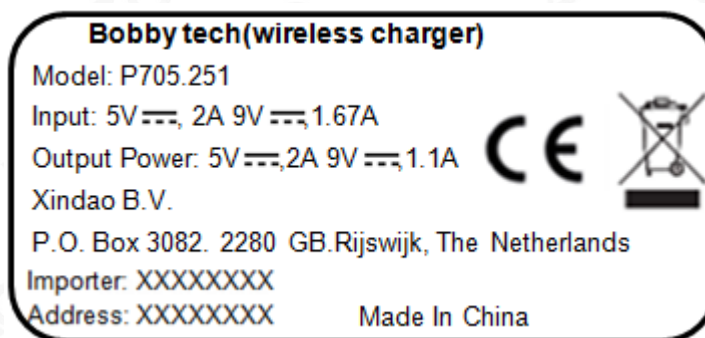 Bobby tech(wireless charger)
Model: P705.251
Input: 5V⎓, 2A 9V⎓,1.67A
Output Power: 5V⎓,2A 9V⎓,1.1A
CE
Xindao B.V.
P.O. Box 3082. 2280 GB.Rijswijk, The Netherlands
Importer: XXXXXXXX
Address: XXXXXXXX Made In China